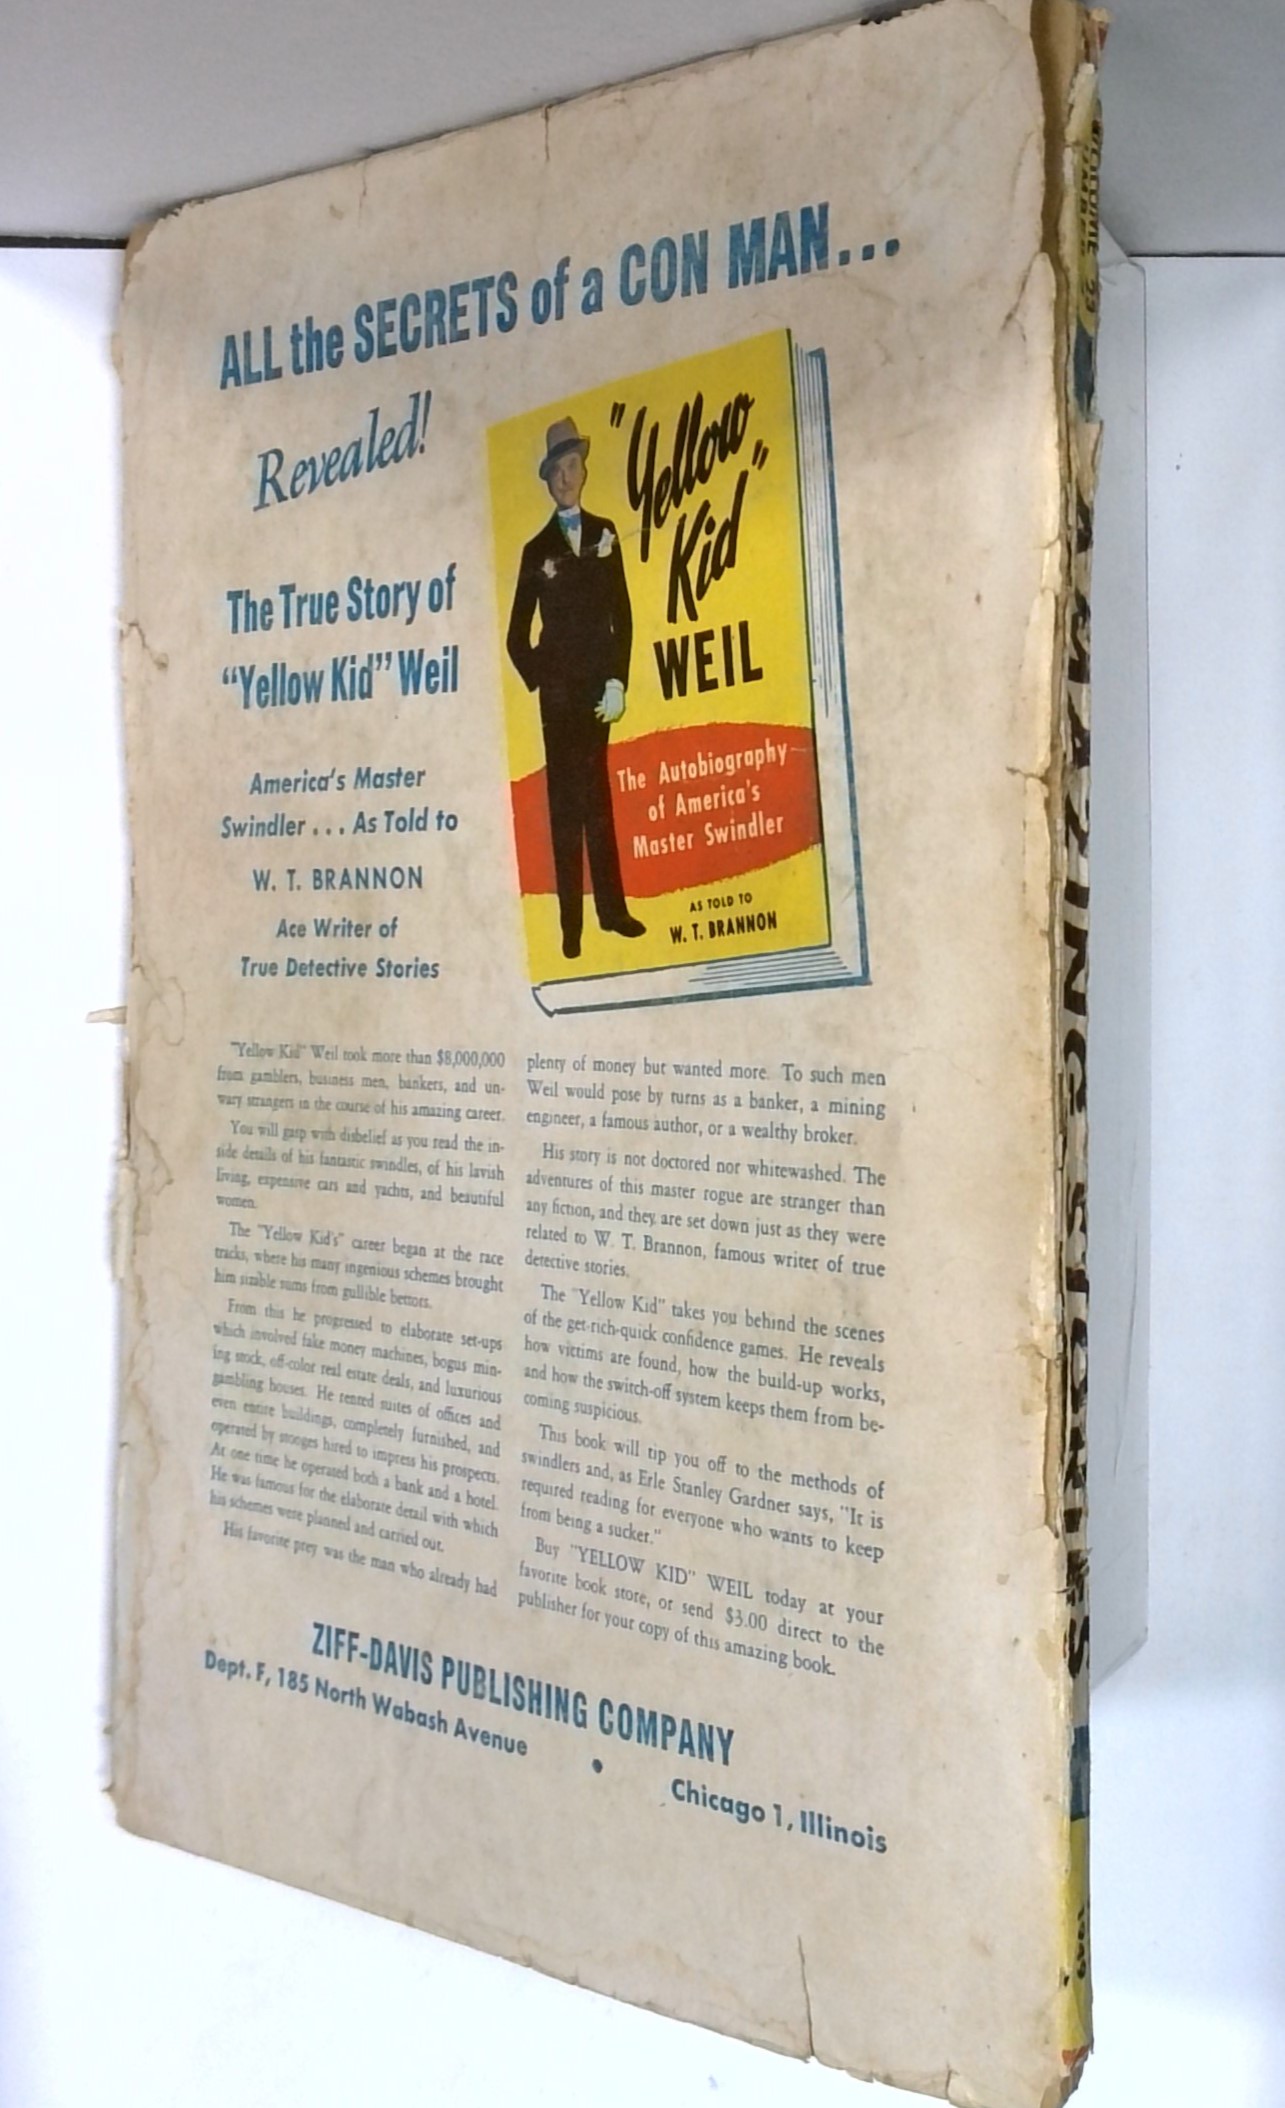 ALL the SECRETS of a CON MAN...
Revealed!
The True Story of
"Yellow Kid" Weil
America's Master
Swindler... As Told to
W. T. BRANNON
Ace Writer of
True Detective Stories
"Yellow
Kid"
WEIL
The Autobiography
of America's
Master Swindler
AS TOLD TO
W. T. BRANNON
"Yellow Kid" Weil took more than $8,000,000
from gamblers, business men, bankers, and un-
wary strangers in the course of his amazing career.
You will gasp with disbelief as you read the in-
side details of his fantastic swindles, of his lavish
living, expensive cars and yachts, and beautiful
women.
The "Yellow Kid's" career began at the race
tracks, where his many ingenious schemes brought
him sizable sums from gullible bettors.
From this he progressed to elaborate set-ups
which involved fake money machines, bogus min-
ing stock, off-color real estate deals, and luxurious
gambling houses. He rented suites of offices and
even entire buildings, completely furnished, and
operated by stooges hired to impress his prospects.
At one time he operated both a bank and a hotel.
He was famous for the elaborate detail with which
his schemes were planned and carried out.
His favorite prey was the man who already had
plenty of money but wanted more. To such men
Weil would pose by turns as a banker, a mining
engineer, a famous author, or a wealthy broker.
His story is not doctored nor whitewashed. The
adventures of this master rogue are stranger than
any fiction, and they are set down just as they were
related to W. T. Brannon, famous writer of true
detective stories.
The "Yellow Kid" takes you behind the scenes
of the get-rich-quick confidence games. He reveals
how victims are found, how the build-up works,
and how the switch-off system keeps them from be-
coming suspicious.
This book will tip you off to the methods of
swindlers and, as Erle Stanley Gardner says, "It is
required reading for everyone who wants to keep
from being a sucker."
Buy "YELLOW KID" WEIL today at your
favorite book store, or send $3.00 direct to the
publisher for your copy of this amazing book.
ZIFF-DAVIS PUBLISHING COMPANY
Dept. F, 185 North Wabash Avenue • Chicago 1, Illinois
VOLUME 23
STORIES